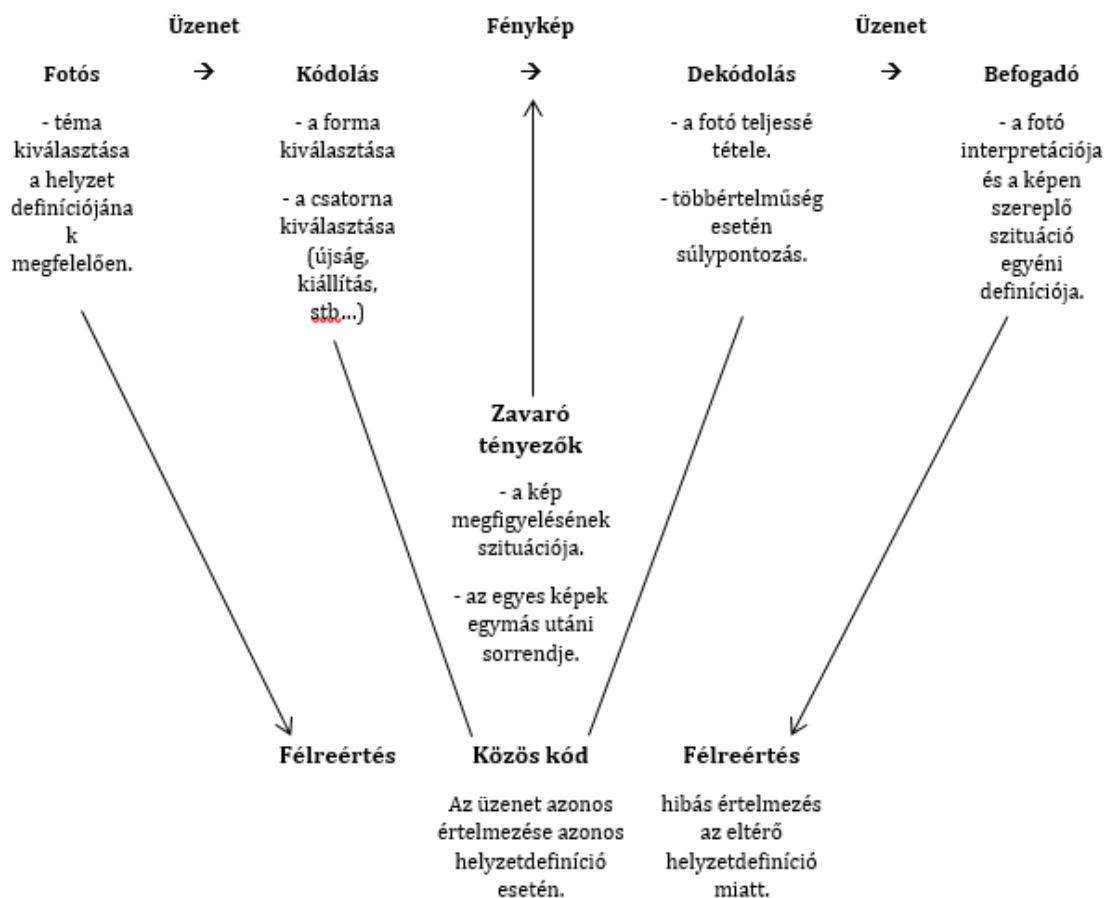 Üzenet
Fénykép
Üzenet
Fotós → Kódolás → Dekódolás → Befogadó
- téma
kiválasztása
a helyzet
definíciójána
k
megfelelően.
- a forma
kiválasztása
- a csatorna
kiválasztása
(újság,
kiállítás,
stb...)
- a fotó teljessé
tétele.
- többértelműség
esetén
súlypontozás.
- a fotó
interpretációja
és a képen
szereplő
szituáció
egyéni
definíciója.
Zavaró
tényezők
- a kép
megfigyelésének
szituációja.
- az egyes képek
egymás utáni
sorrendje.
Félreértés
Közös kód
Az üzenet azonos
értelmezése azonos
helyzetdefiníció
esetén.
Félreértés
hibás értelmezés
az eltérő
helyzetdefiníció
miatt.